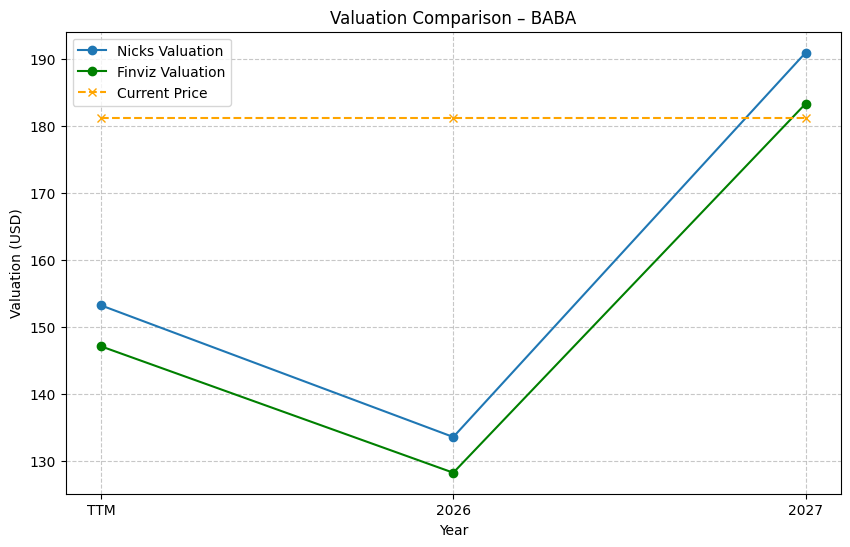 Valuation Comparison – BABA
Nicks Valuation
Finviz Valuation
Current Price
Valuation (USD)
190
180
170
160
150
140
130
TTM
2026
2027
Year